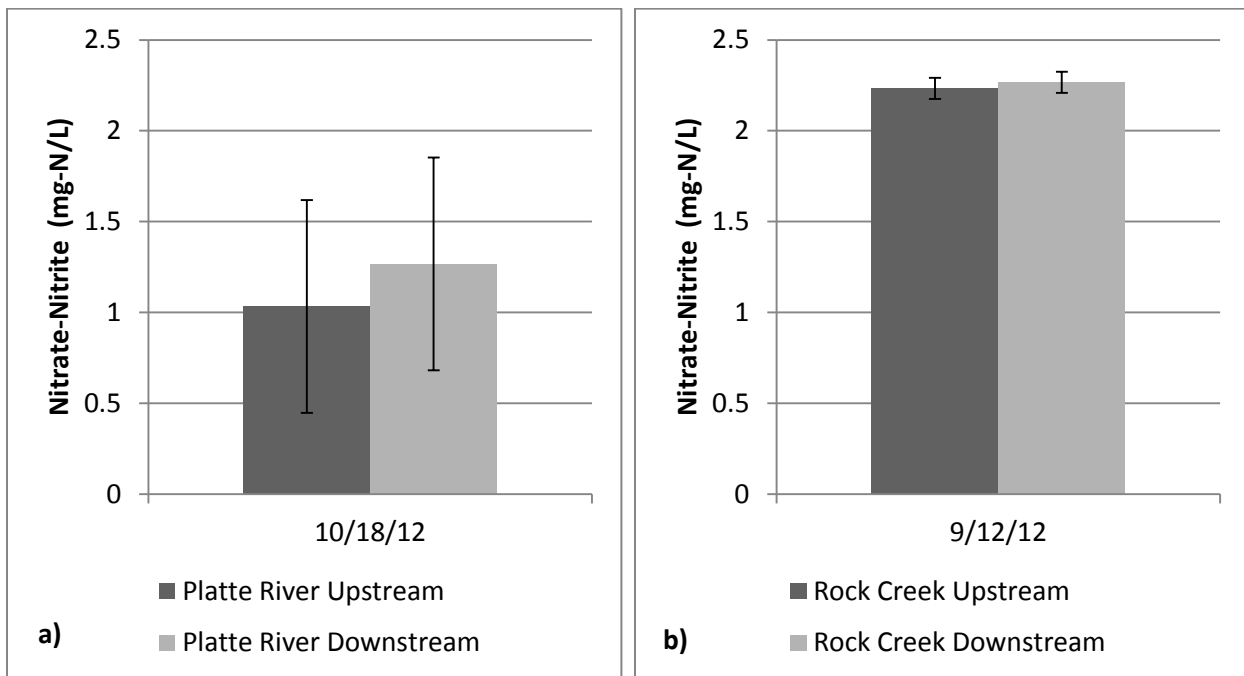 2.5
2
1.5
1
0.5
0
Nitrate-Nitrite (mg-N/L)
10/18/12
Platte River Upstream
Platte River Downstream
a)
2.5
2
1.5
1
0.5
0
Nitrate-Nitrite (mg-N/L)
9/12/12
Rock Creek Upstream
Rock Creek Downstream
b)